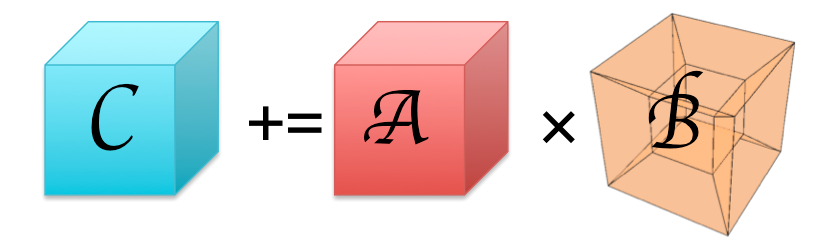 C += A × B